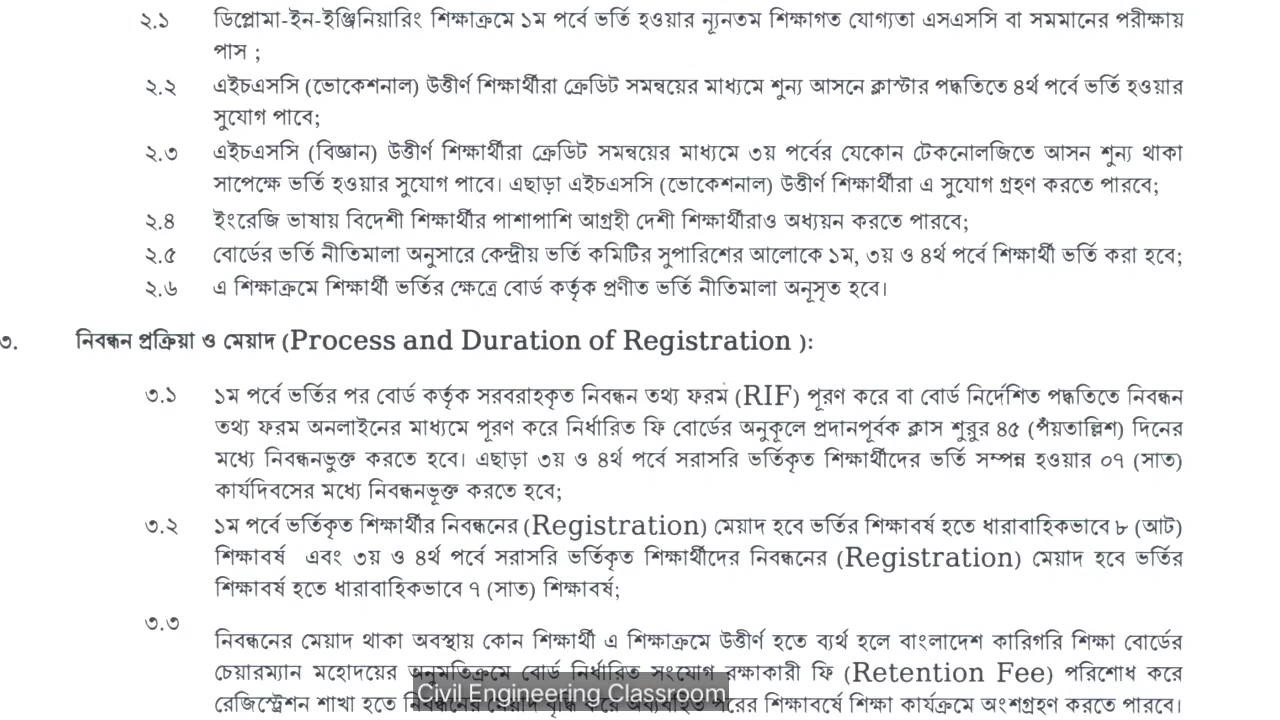 ২.১ ডিপ্লোমা-ইন-ইঞ্জিনিয়ারিং শিক্ষাক্রমে ১ম পর্বে ভর্তি হওয়ার ন্যূনতম শিক্ষাগত যোগ্যতা এসএসসি বা সমমানের পরীক্ষায়
পাস ;
২.২ এইচএসসি (ভোকেশনাল) উত্তীর্ণ শিক্ষার্থীরা ক্রেডিট সমন্বয়ের মাধ্যমে শুন্য আসনে ক্লাস্টার পদ্ধতিতে ৪র্থ পর্বে ভর্তি হওয়ার
সুযোগ পাবে;
২.৩ এইচএসসি (বিজ্ঞান) উত্তীর্ণ শিক্ষার্থীরা ক্রেডিট সমন্বয়ের মাধ্যমে ৩য় পর্বের যেকোন টেকনোলজিতে আসন শুন্য থাকা
সাপেক্ষে ভর্তি হওয়ার সুযোগ পাবে। এছাড়া এইচএসসি (ভোকেশনাল) উত্তীর্ণ শিক্ষার্থীরা এ সুযোগ গ্রহণ করতে পারবে;
২.৪ ইংরেজি ভাষায় বিদেশী শিক্ষার্থীর পাশাপাশি আগ্রহী দেশী শিক্ষার্থীরাও অধ্যয়ন করতে পারবে;
২.৫ বোর্ডের ভর্তি নীতিমালা অনুসারে কেন্দ্রীয় ভর্তি কমিটির সুপারিশের আলোকে ১ম, ৩য় ও ৪র্থ পর্বে শিক্ষার্থী ভর্তি করা হবে;
২.৬ এ শিক্ষাক্রমে শিক্ষার্থী ভর্তির ক্ষেত্রে বোর্ড কর্তৃক প্রণীত ভর্তি নীতিমালা অনুসৃত হবে।
৩. নিবন্ধন প্রক্রিয়া ও মেয়াদ (Process and Duration of Registration ):
৩.১ ১ম পর্বে ভর্তির পর বোর্ড কর্তৃক সরবরাহকৃত নিবন্ধন তথ্য ফরম (RIF) পূরণ করে বা বোর্ড নির্দেশিত পদ্ধতিতে নিবন্ধন
তথ্য ফরম অনলাইনের মাধ্যমে পূরণ করে নির্ধারিত ফি বোর্ডের অনুকূলে প্রদানপূর্বক ক্লাস শুরুর ৪৫ (পঁয়তাল্লিশ) দিনের
মধ্যে নিবন্ধনভুক্ত করতে হবে। এছাড়া ৩য় ও ৪র্থ পর্বে সরাসরি ভর্তিকৃত শিক্ষার্থীদের ভর্তি সম্পন্ন হওয়ার ০৭ (সাত)
কার্যদিবসের মধ্যে নিবন্ধনভূক্ত করতে হবে;
৩.২ ১ম পর্বে ভর্তিকৃত শিক্ষার্থীর নিবন্ধনের (Registration) মেয়াদ হবে ভর্তির শিক্ষাবর্ষ হতে ধারাবাহিকভাবে ৮ (আট)
শিক্ষাবর্ষ এবং ৩য় ও ৪র্থ পর্বে সরাসরি ভর্তিকৃত শিক্ষার্থীদের নিবন্ধনের (Registration) মেয়াদ হবে ভর্তির
শিক্ষাবর্ষ হতে ধারাবাহিকভাবে ৭ (সাত) শিক্ষাবর্ষ;
৩.৩ নিবন্ধনের মেয়াদ থাকা অবস্থায় কোন শিক্ষার্থী এ শিক্ষাক্রমে উত্তীর্ণ হতে ব্যর্থ হলে বাংলাদেশ কারিগরি শিক্ষা বোর্ডের
চেয়ারম্যান মহোদয়ের অনুমতিক্রমে বোর্ড নির্ধারিত সংযোগ রক্ষাকারী ফি (Retention Fee) পরিশোধ করে
রেজিস্ট্রেশন শাখা হতে নিবন্ধনের মেয়াদ বৃদ্ধি করে অব্যবহিত পরের শিক্ষাবর্ষে শিক্ষা কার্যক্রমে অংশগ্রহণ করতে পারবে।
Civil Engineering Classroom